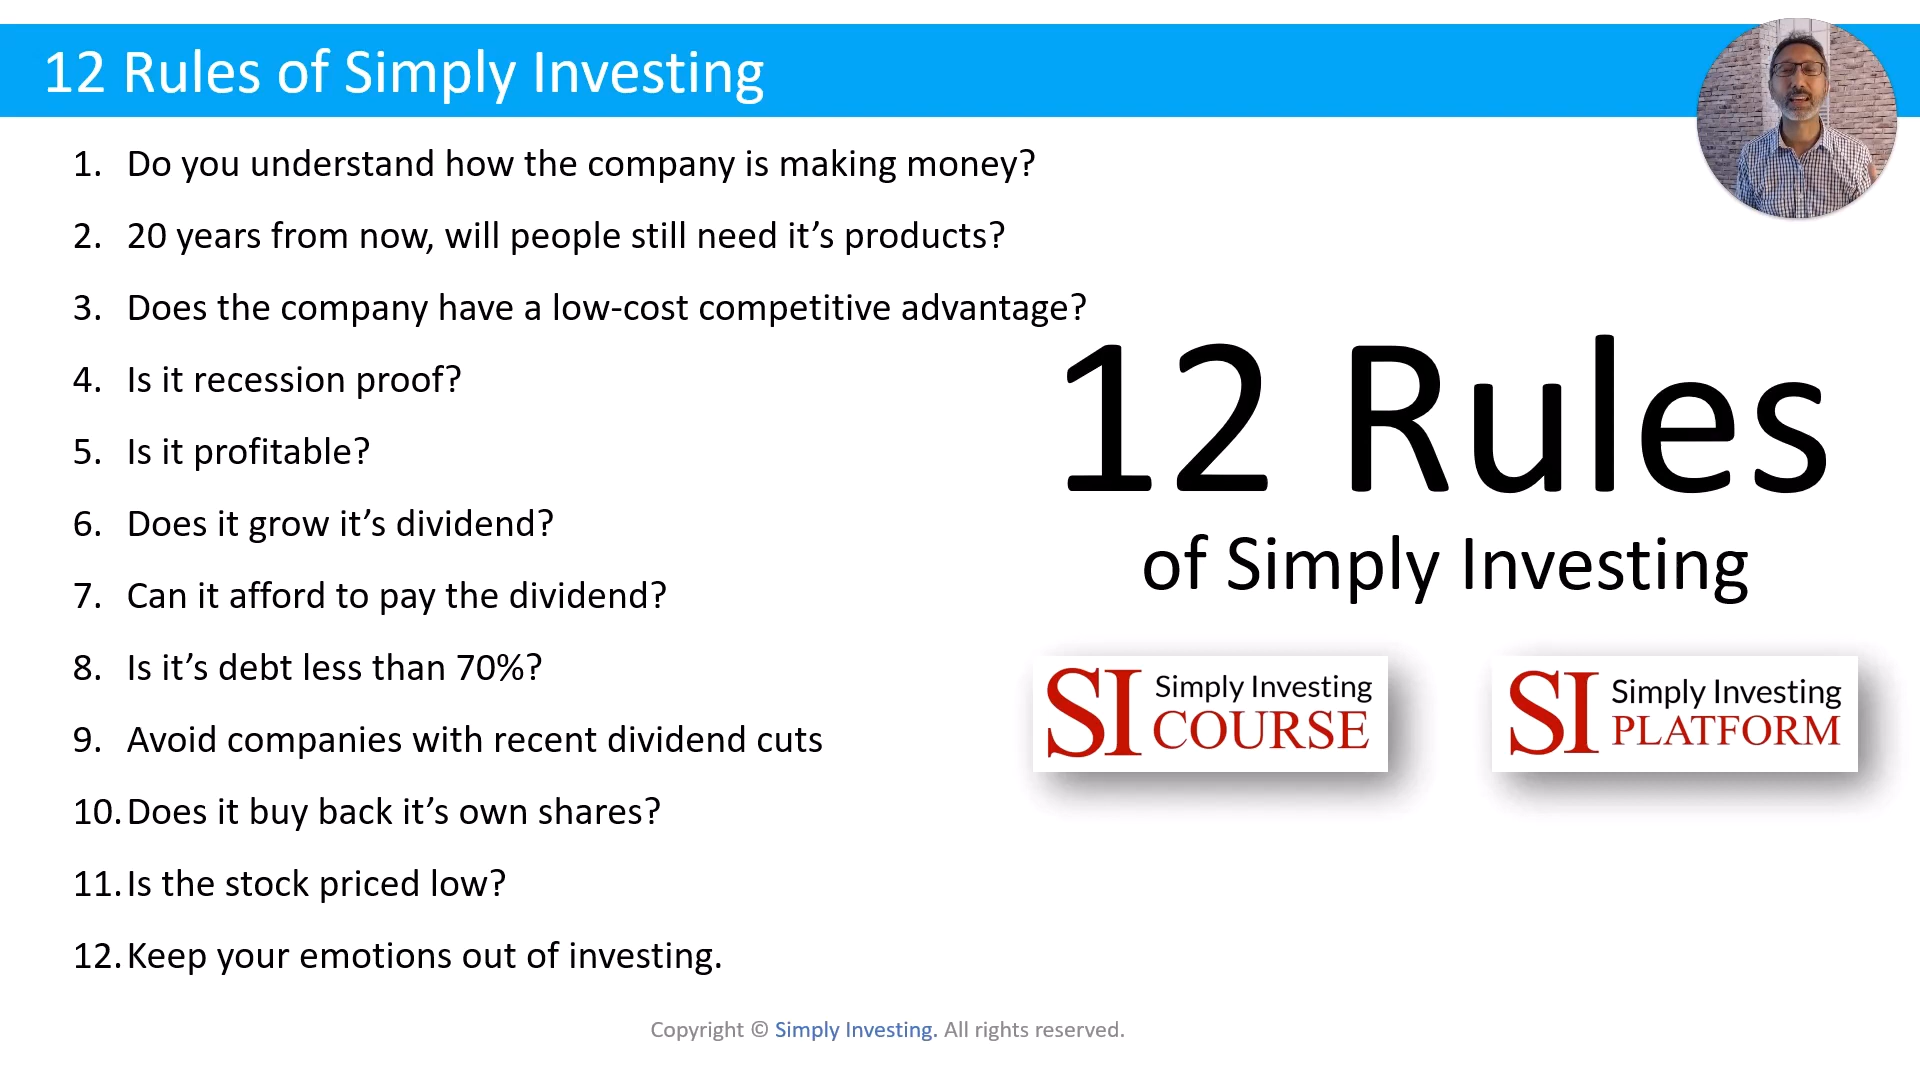 12 Rules of Simply Investing
1. Do you understand how the company is making money?
2. 20 years from now, will people still need it’s products?
3. Does the company have a low-cost competitive advantage?
4. Is it recession proof?
5. Is it profitable?
6. Does it grow it’s dividend?
7. Can it afford to pay the dividend?
8. Is it’s debt less than 70%?
9. Avoid companies with recent dividend cuts
10. Does it buy back it’s own shares?
11. Is the stock priced low?
12. Keep your emotions out of investing.
12 Rules
of Simply Investing
SI Simply Investing
COURSE
SI Simply Investing
PLATFORM
Copyright © Simply Investing. All rights reserved.